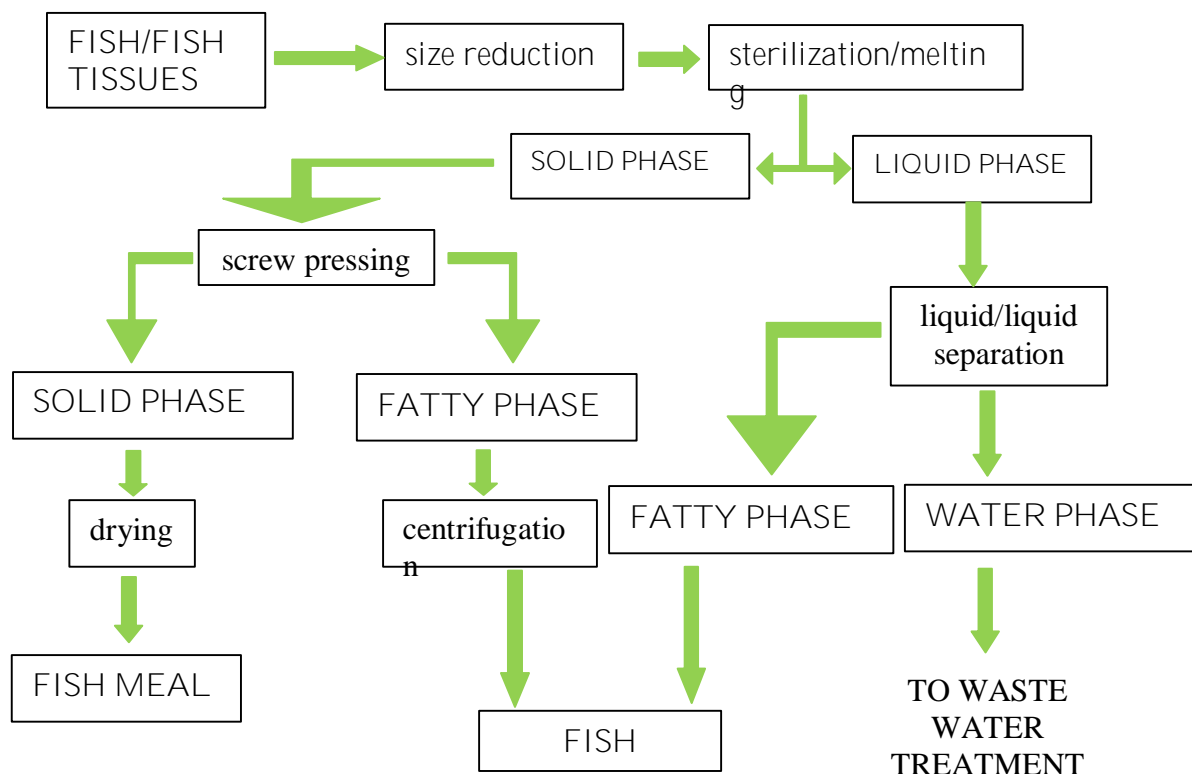 FISH/FISH
TISSUES
size reduction
sterilization/meltin
g
SOLID PHASE
LIQUID PHASE
screw pressing
liquid/liquid
separation
SOLID PHASE
FATTY PHASE
drying
centrifugatio
n
FATTY PHASE
WATER PHASE
FISH MEAL
FISH
TO WASTE
WATER
TREATMENT